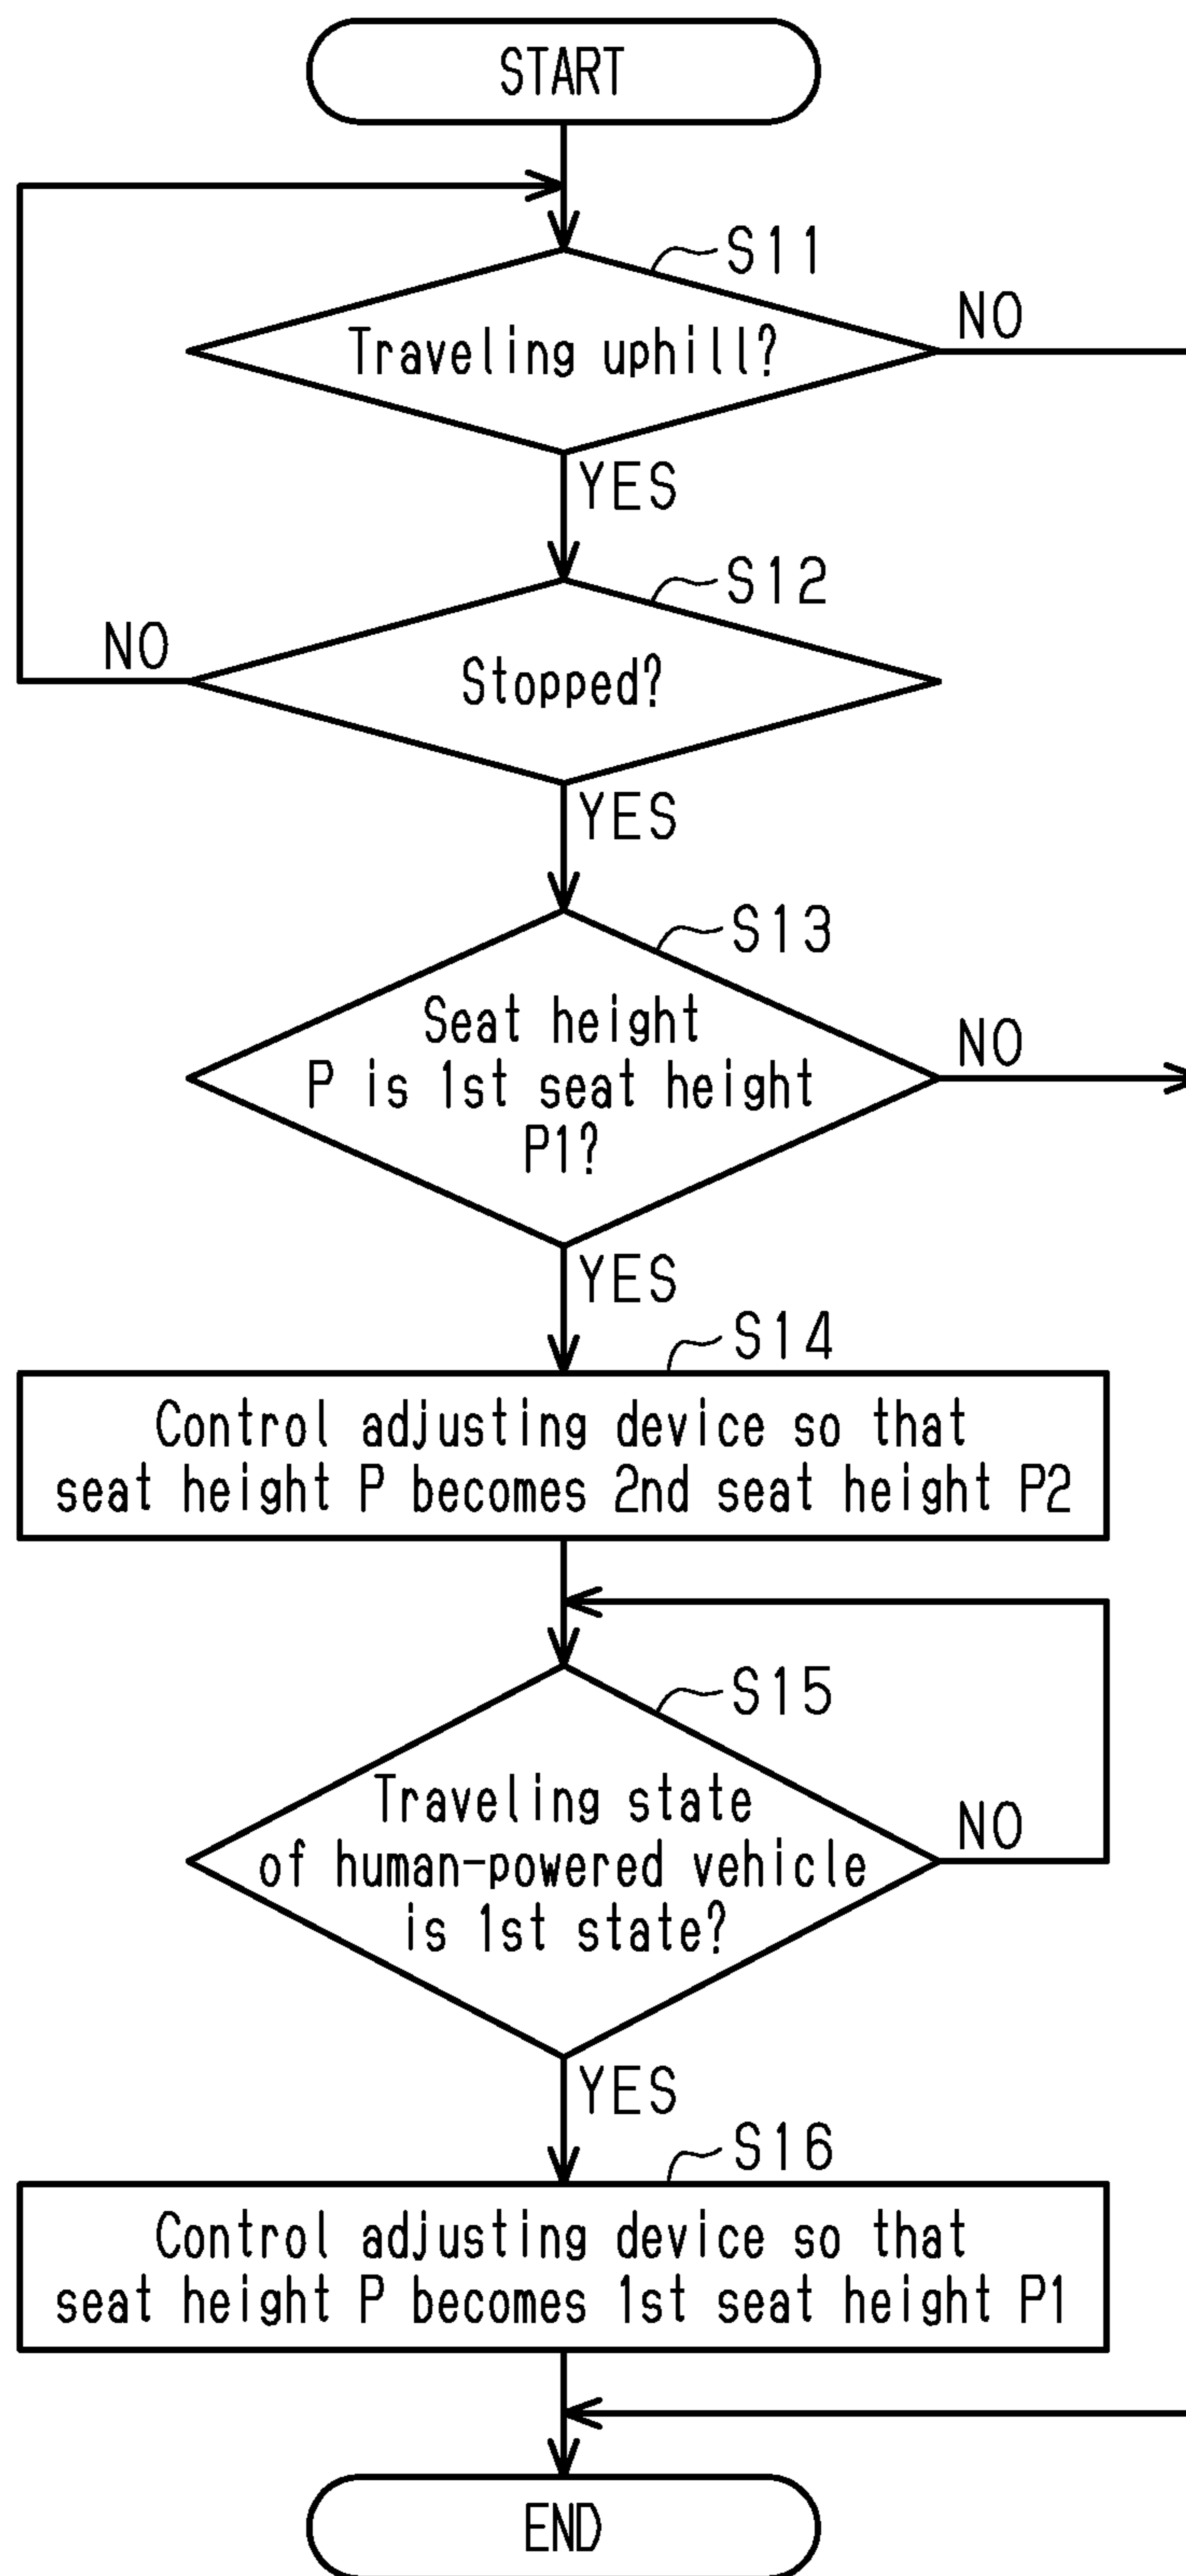 START
S11
Traveling uphill?
NO
YES
S12
NO
Stopped?
YES
S13
Seat height
P is 1st seat height
P1?
NO
YES
S14
Control adjusting device so that
seat height P becomes 2nd seat height P2
S15
Traveling state
of human-powered vehicle
is 1st state?
NO
YES
S16
Control adjusting device so that
seat height P becomes 1st seat height P1
END